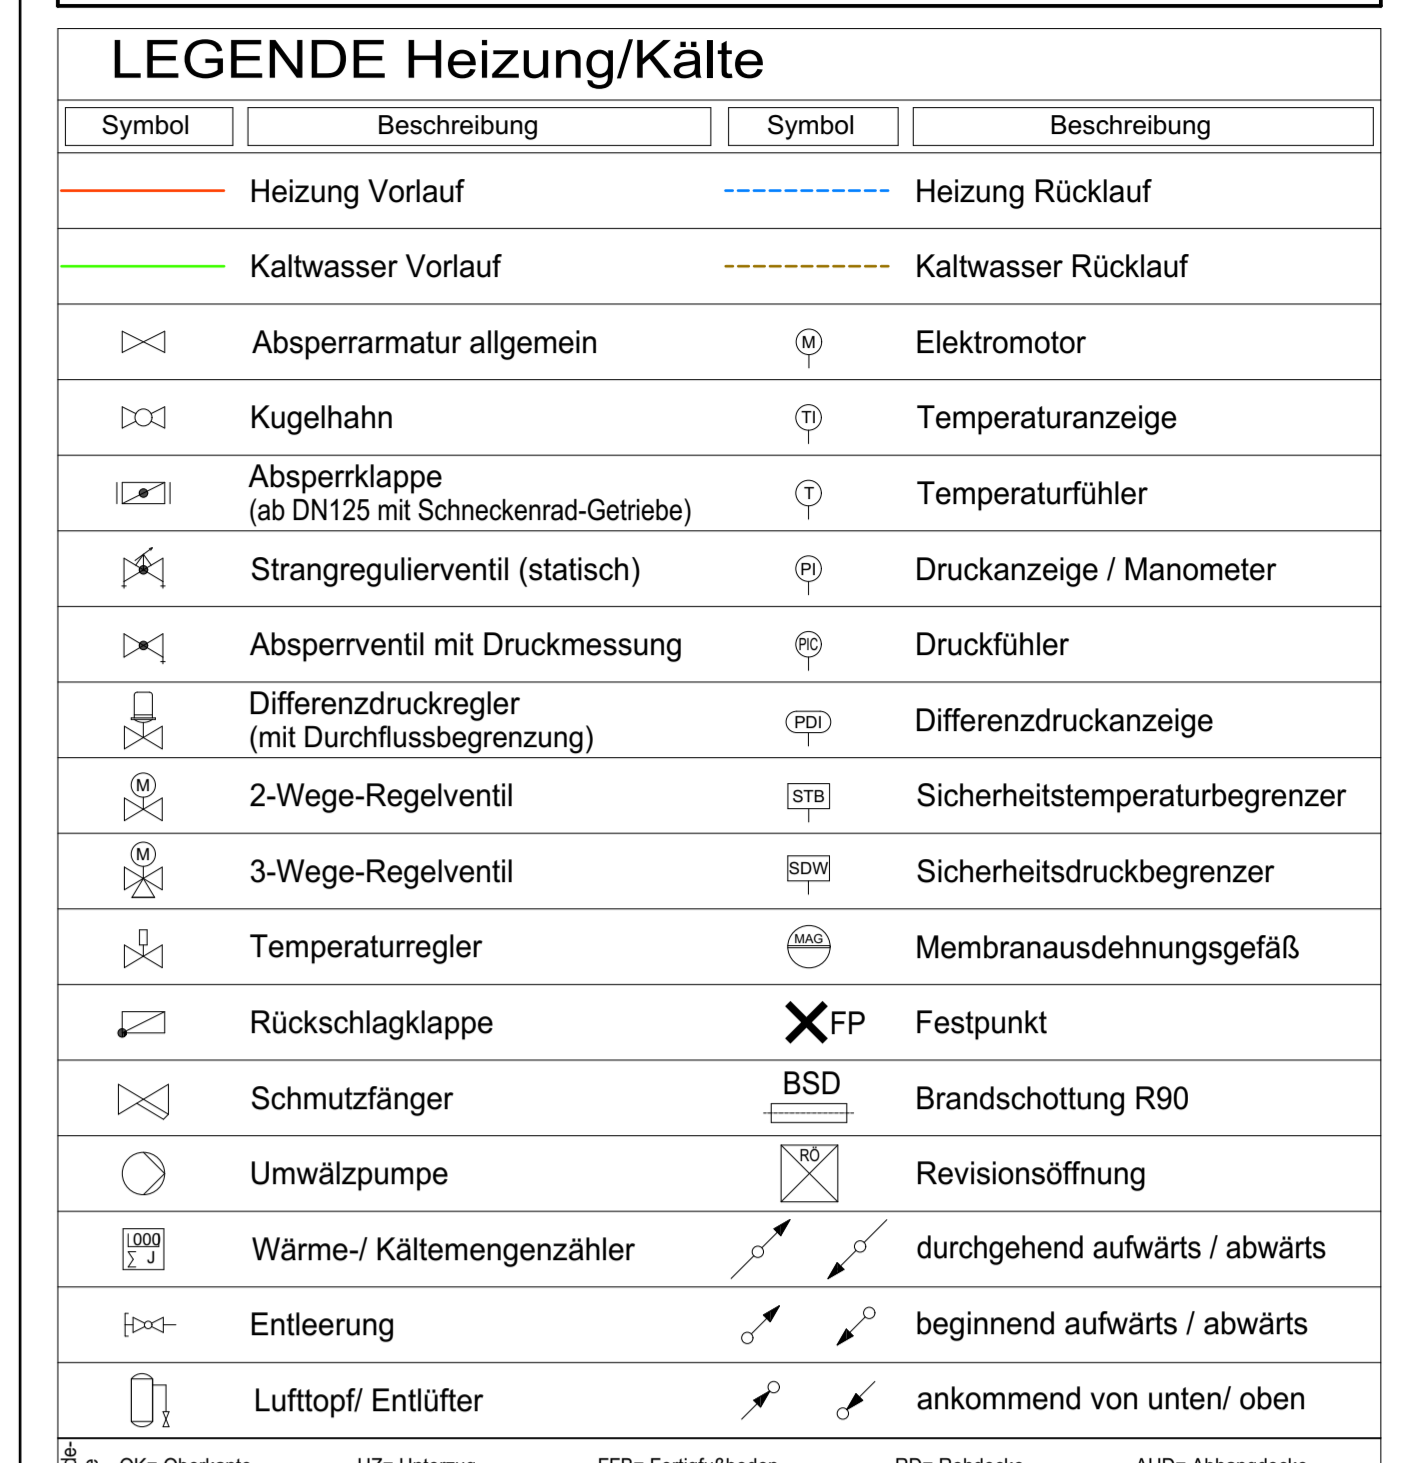 LEGENDE Heizung/Kälte
Symbol Beschreibung Symbol Beschreibung
Heizung Vorlauf Heizung Rücklauf
Kaltwasser Vorlauf Kaltwasser Rücklauf
Absperrarmatur allgemein M Elektromotor
Kugelhahn TI Temperaturanzeige
Absperrklappe
(ab DN125 mit Schneckenrad-Getriebe) T Temperaturfühler
Strangregulierventil (statisch) PI Druckanzeige / Manometer
Absperrventil mit Druckmessung PIC Druckfühler
Differenzdruckregler
(mit Durchflussbegrenzung) PDI Differenzdruckanzeige
M 2-Wege-Regelventil STB Sicherheitstemperaturbegrenzer
M 3-Wege-Regelventil SDW Sicherheitsdruckbegrenzer
Temperaturregler MAG Membranausdehnungsgefäß
Rückschlagklappe FP Festpunkt
Schmutzfänger BSD Brandschottung R90
Umwälzpumpe RÖ Revisionsöffnung
000
Σ J Wärme-/ Kältemengenzähler durchgehend aufwärts / abwärts
Entleerung beginnend aufwärts / abwärts
Lufttopf/ Entlüfter ankommend von unten/ oben